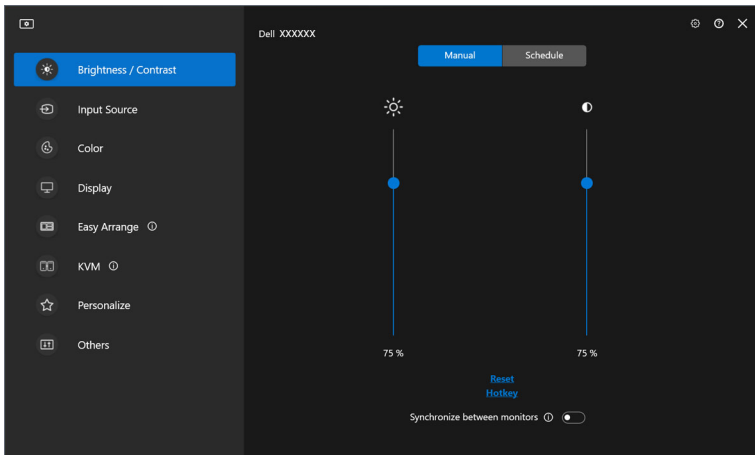 Dell XXXXXX
Manual Schedule
Brightness / Contrast
Input Source
Color
Display
Easy Arrange
KVM
Personalize
Others
75 % 75 %
Reset
Hotkey
Synchronize between monitors